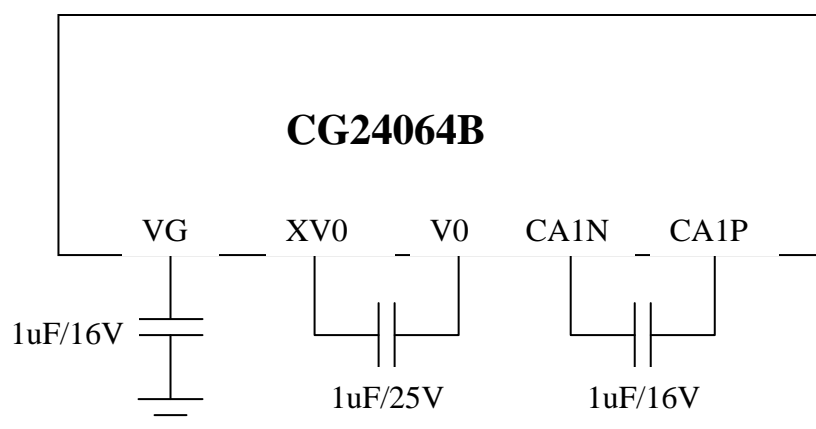 CG24064B
VG XV0 V0 CA1N CA1P
1uF/16V
1uF/25V 1uF/16V